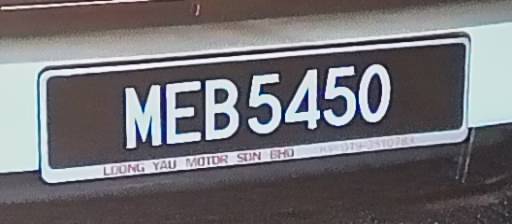 MEB5450
LOONG YAU MOTOR SDN BHD